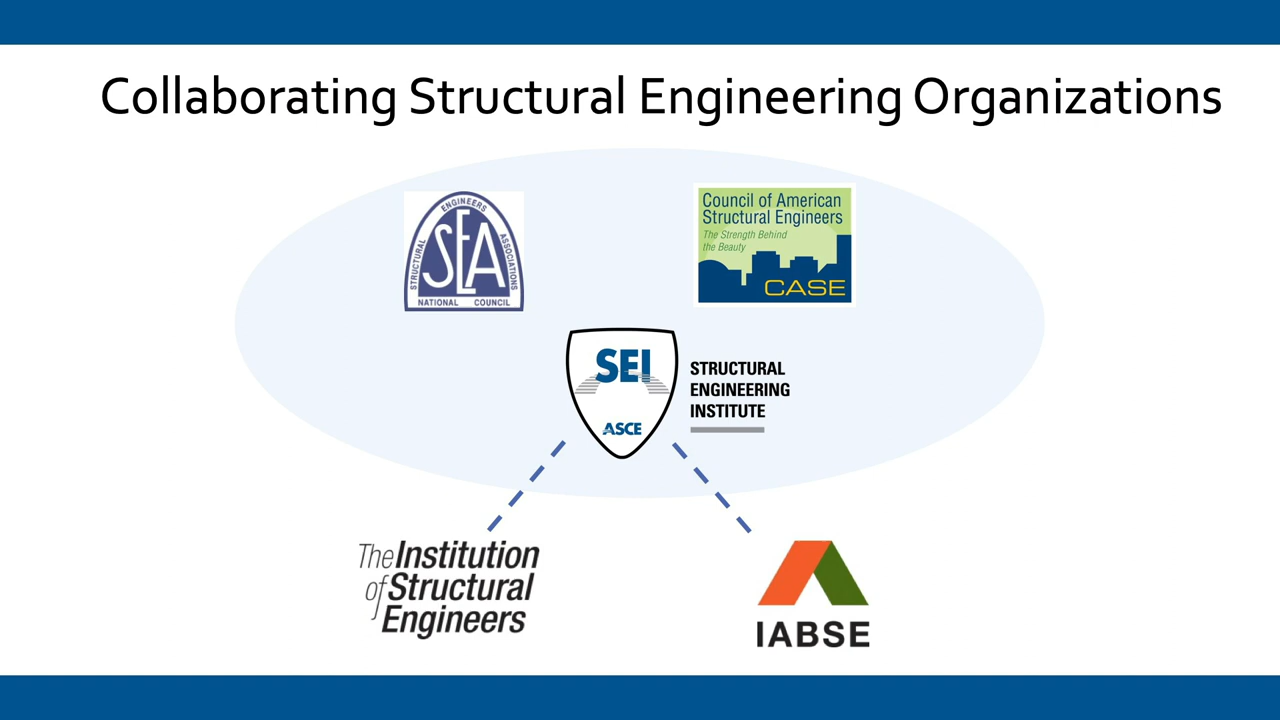 Collaborating Structural Engineering Organizations
STRUCTURAL ENGINEERS ASSOCIATIONS
SEA
NATIONAL COUNCIL
Council of American
Structural Engineers
The Strength Behind
the Beauty
CASE
SEI
ASCE
STRUCTURAL
ENGINEERING
INSTITUTE
The Institution
of Structural
Engineers
IABSE